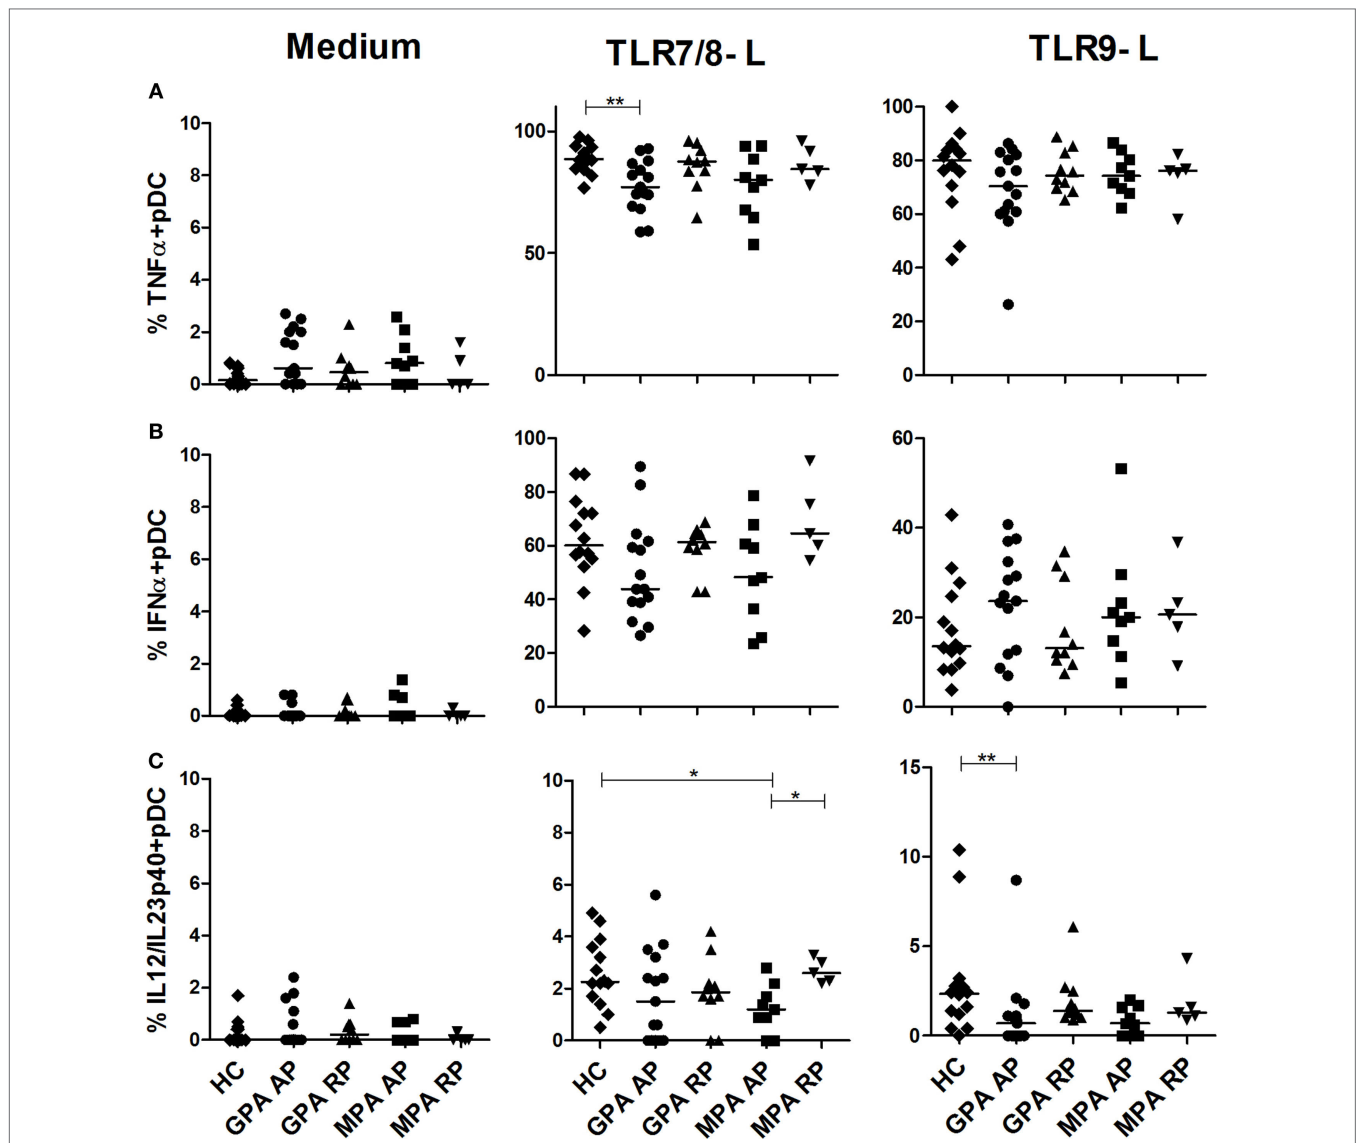 Medium TLR7/8- L TLR9- L
A
% TNFα+pDC
10
8
6
4
2
0
**
100
50
0
100
80
60
40
20
0
B
% IFNα+pDC
10
8
6
4
2
0
100
80
60
40
20
0
60
40
20
0
C
% IL12/IL23p40+pDC
10
8
6
4
2
0
HC
GPA AP
GPA RP
MPA AP
MPA RP
*
*
10
8
6
4
2
0
HC
GPA AP
GPA RP
MPA AP
MPA RP
**
15
10
5
0
HC
GPA AP
GPA RP
MPA AP
MPA RP